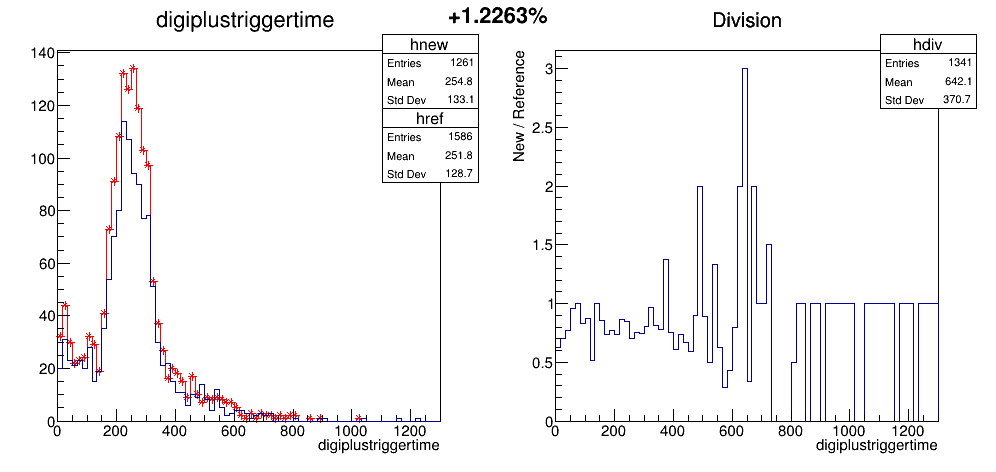 digiplustriggertime
+1.2263%
Division
hnew
Entries 1261
Mean 254.8
Std Dev 133.1
href
Entries 1586
Mean 251.8
Std Dev 128.7
140
120
100
80
60
40
20
0
0 200 400 600 800 1000 1200
digiplustriggertime
hdiv
Entries 1341
Mean 642.1
Std Dev 370.7
New / Reference
3
2.5
2
1.5
1
0.5
0
0 200 400 600 800 1000 1200
digiplustriggertime